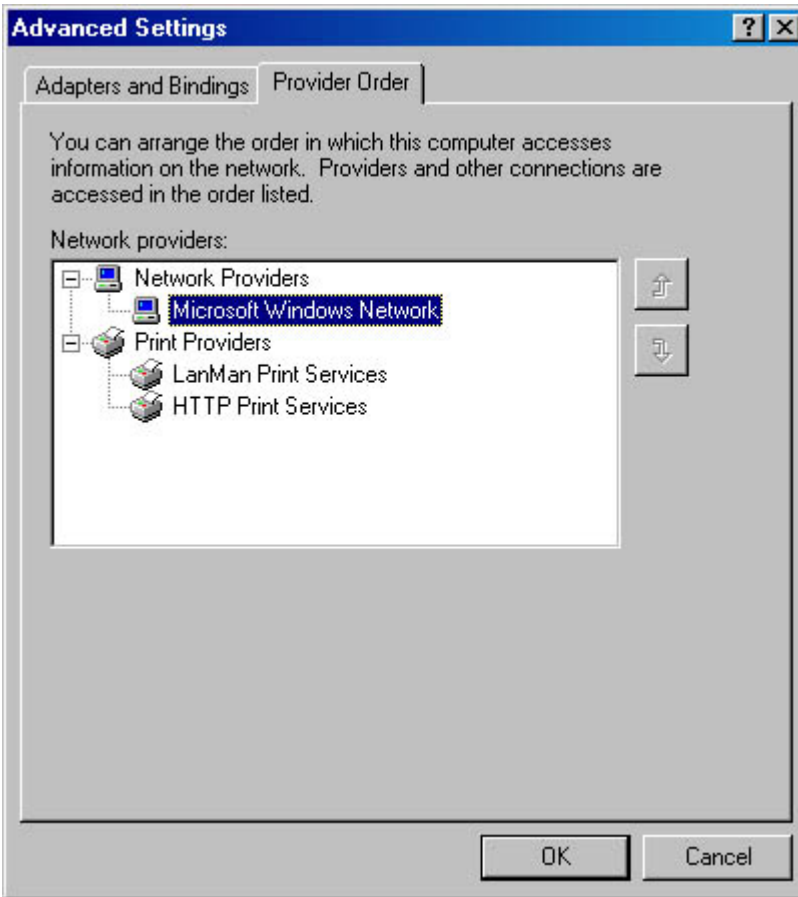 Advanced Settings
Adapters and Bindings
Provider Order
You can arrange the order in which this computer accesses
information on the network.  Providers and other connections are
accessed in the order listed.
Network providers:
Network Providers
Microsoft Windows Network
Print Providers
LanMan Print Services
HTTP Print Services
OK
Cancel